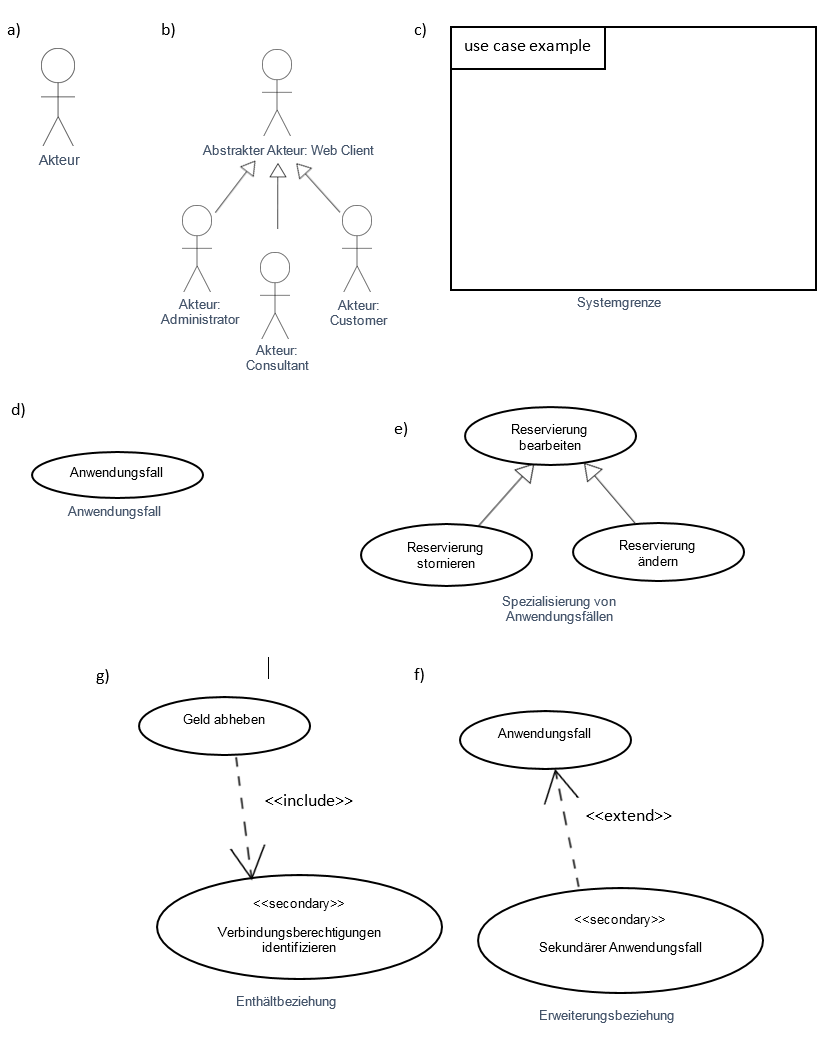 a)
Akteur
b)
Abstrakter Akteur: Web Client
Akteur:
Administrator
Akteur:
Consultant
Akteur:
Customer
c)
use case example
Systemgrenze
d)
Anwendungsfall
Anwendungsfall
e)
Reservierung
bearbeiten
Reservierung
stornieren
Reservierung
ändern
Spezialisierung von
Anwendungsfällen
g)
Geld abheben
<<include>>
<<secondary>>
Verbindungsberechtigungen
identifizieren
Enthältbeziehung
f)
Anwendungsfall
<<extend>>
<<secondary>>
Sekundärer Anwendungsfall
Erweiterungsbeziehung